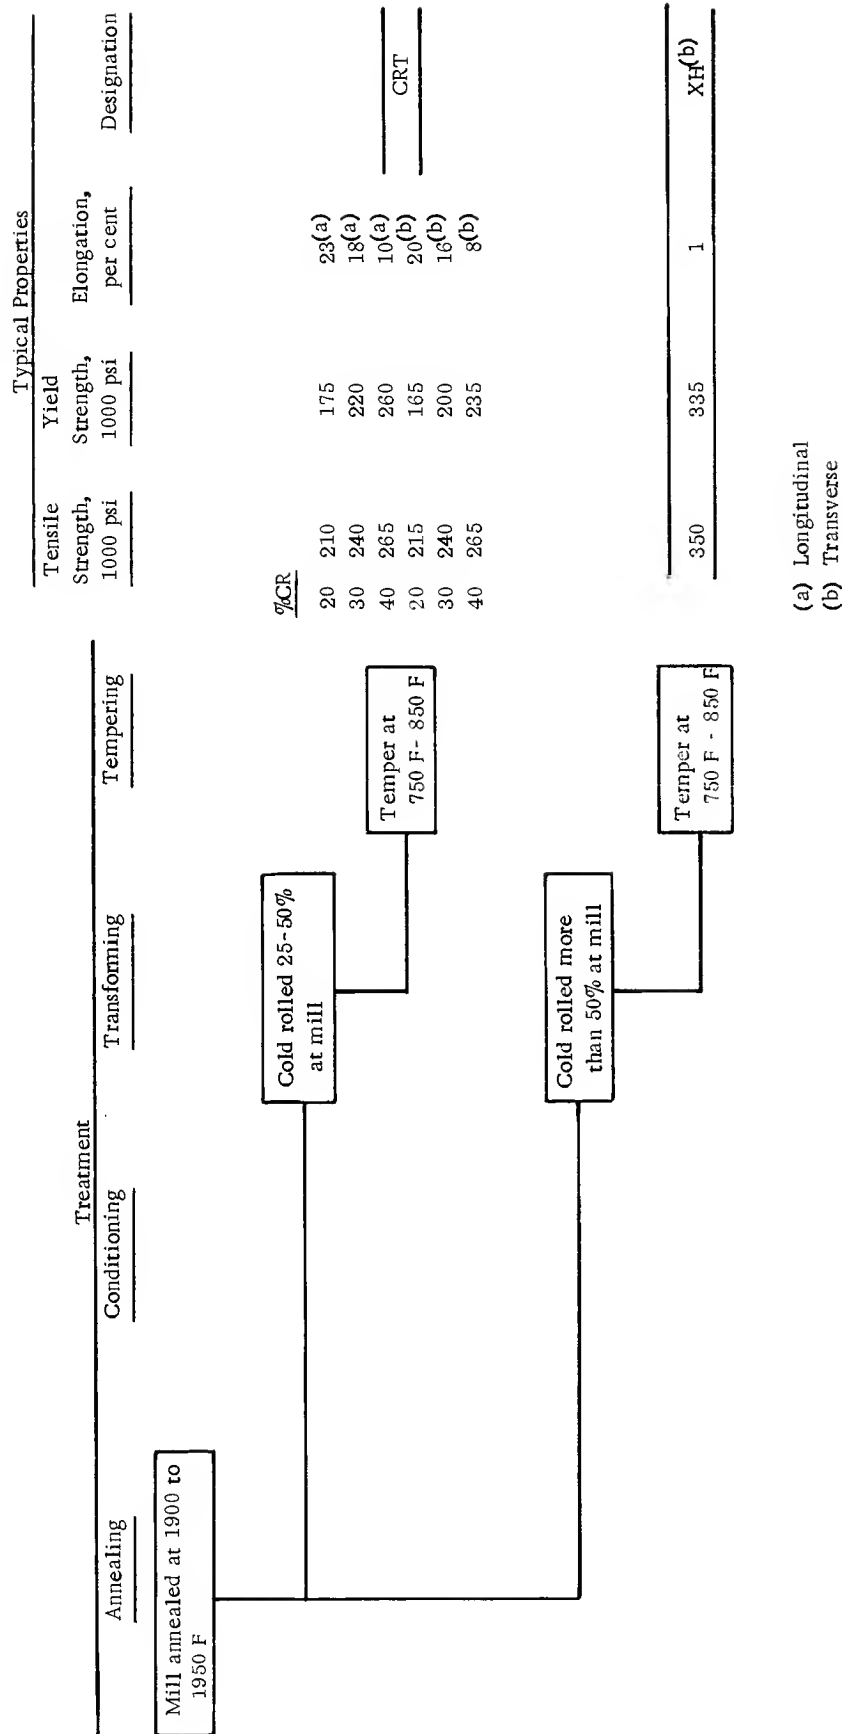 Treatment
Typical Properties
Annealing Conditioning Transforming Tempering
Tensile
Strength,
1000 psi
Yield
Strength,
1000 psi
Elongation,
per cent
Designation
Mill annealed at 1900 to
1950 F
Cold rolled 25-50%
at mill
Temper at
750 F- 850 F
%CR
20 210 175 23(a)
30 240 220 18(a)
40 265 260 10(a)
20 215 165 20(b)
30 240 200 16(b)
40 265 235 8(b)
CRT
Cold rolled more
than 50% at mill
Temper at
750 F - 850 F
350 335 1 XH(b)
(a) Longitudinal
(b) Transverse